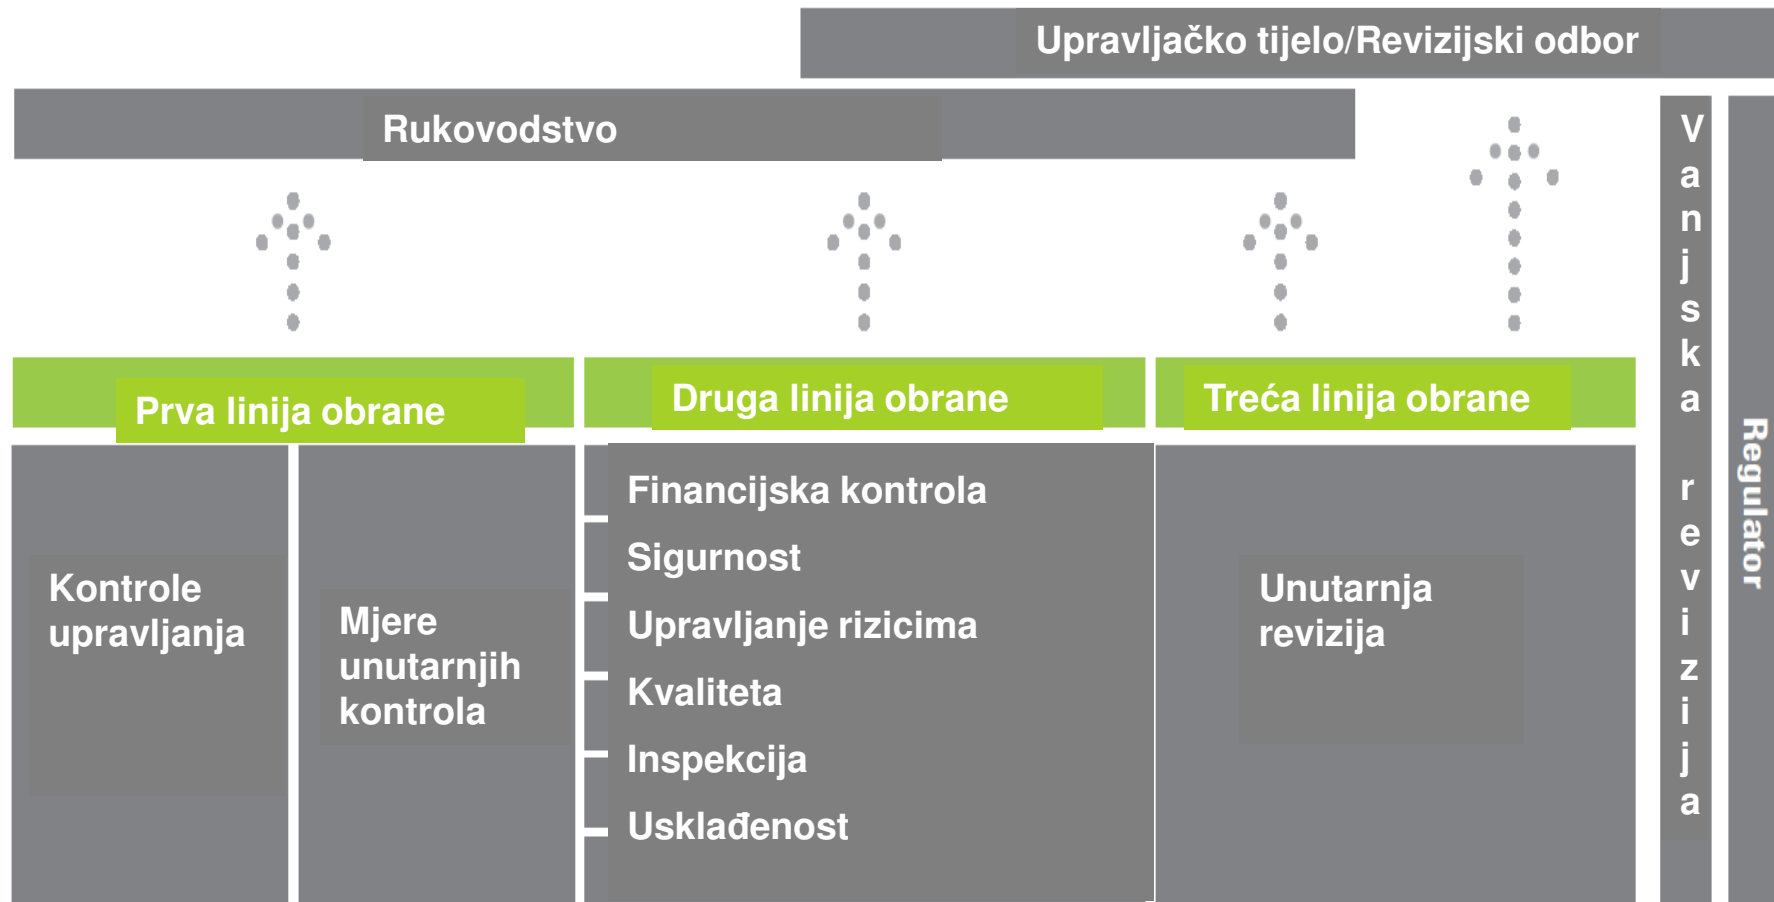 Upravljačko tijelo/Revizijski odbor
Rukovodstvo
Prva linija obrane
Druga linija obrane
Treća linija obrane
Kontrole
upravljanja
Mjere
unutarnjih
kontrola
Financijska kontrola
Sigurnost
Upravljanje rizicima
Kvaliteta
Inspekcija
Usklađenost
Unutarnja
revizija
Vanjska revizija
Regulator